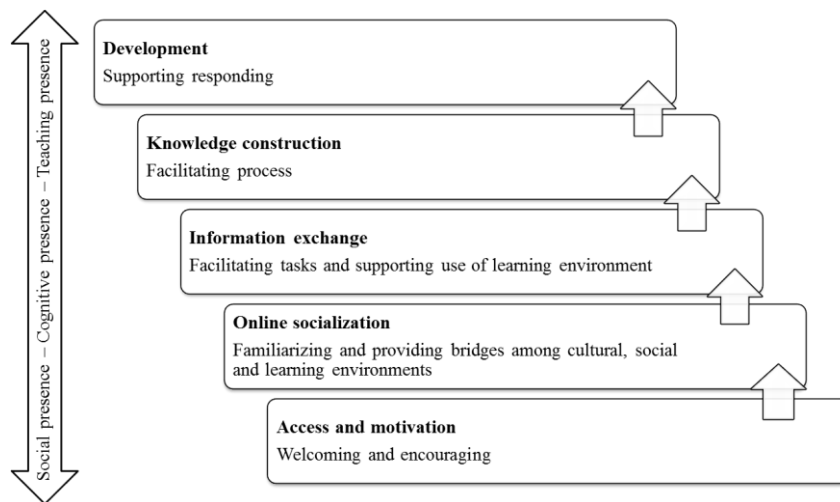 Social presence – Cognitive presence – Teaching presence
Development
Supporting responding
Knowledge construction
Facilitating process
Information exchange
Facilitating tasks and supporting use of learning environment
Online socialization
Familiarizing and providing bridges among cultural, social
and learning environments
Access and motivation
Welcoming and encouraging